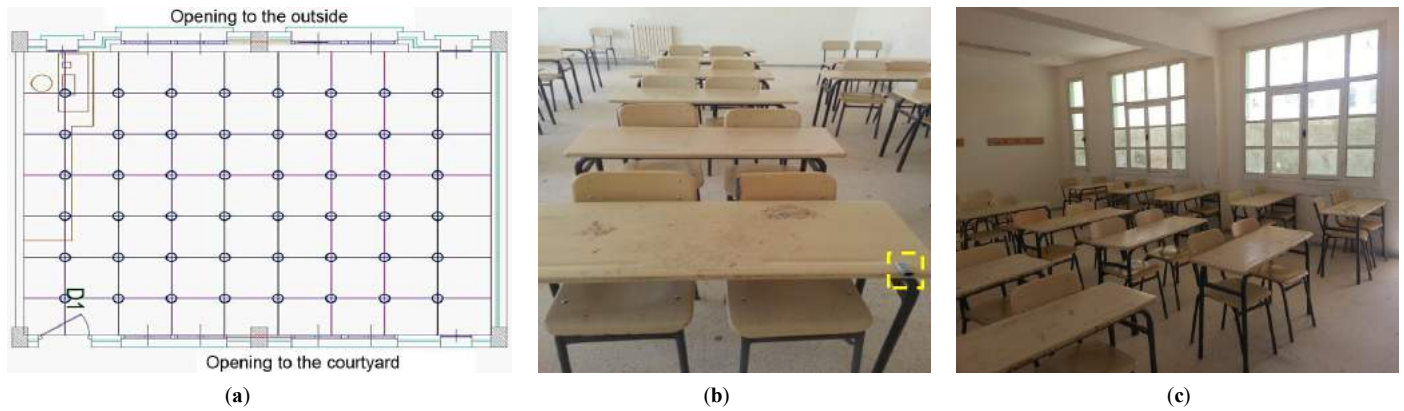 Opening to the outside
D1
Opening to the courtyard
(a)
(b)
(c)